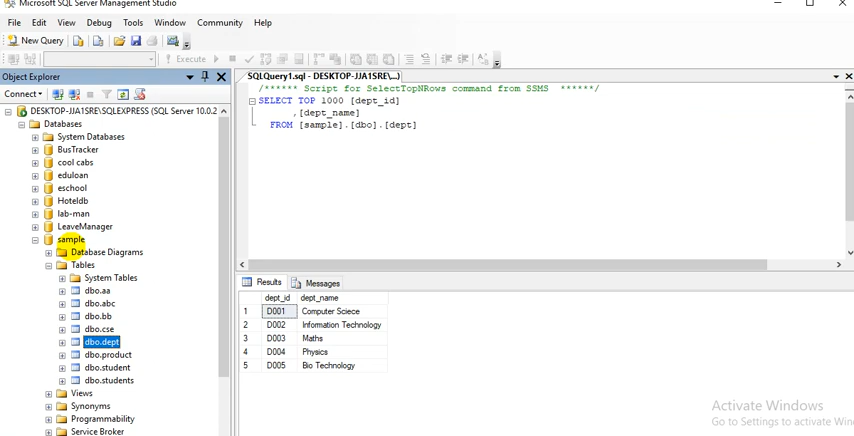 Microsoft SQL Server Management Studio
File Edit View Debug Tools Window Community Help
New Query
Execute
Object Explorer
SQLQuery1.sql - DESKTOP-JJA1SRE\...)
Connect
DESKTOP-JJA1SRE\SQLEXPRESS (SQL Server 10.0.2
Databases
System Databases
BusTracker
cool cabs
eduloan
eschool
Hoteldb
lab-man
LeaveManager
sample
Database Diagrams
Tables
System Tables
dbo.aa
dbo.abc
dbo.bb
dbo.cse
dbo.dept
dbo.product
dbo.student
dbo.students
Views
Synonyms
Programmability
Service Broker
/****** Script for SelectTopNRows command from SSMS ******/
SELECT TOP 1000 [dept_id]
,[dept_name]
FROM [sample].[dbo].[dept]
Results Messages
dept_id dept_name
1 D001 Computer Sciece
2 D002 Information Technology
3 D003 Maths
4 D004 Physics
5 D005 Bio Technology
Activate Windows
Go to Settings to activate Win